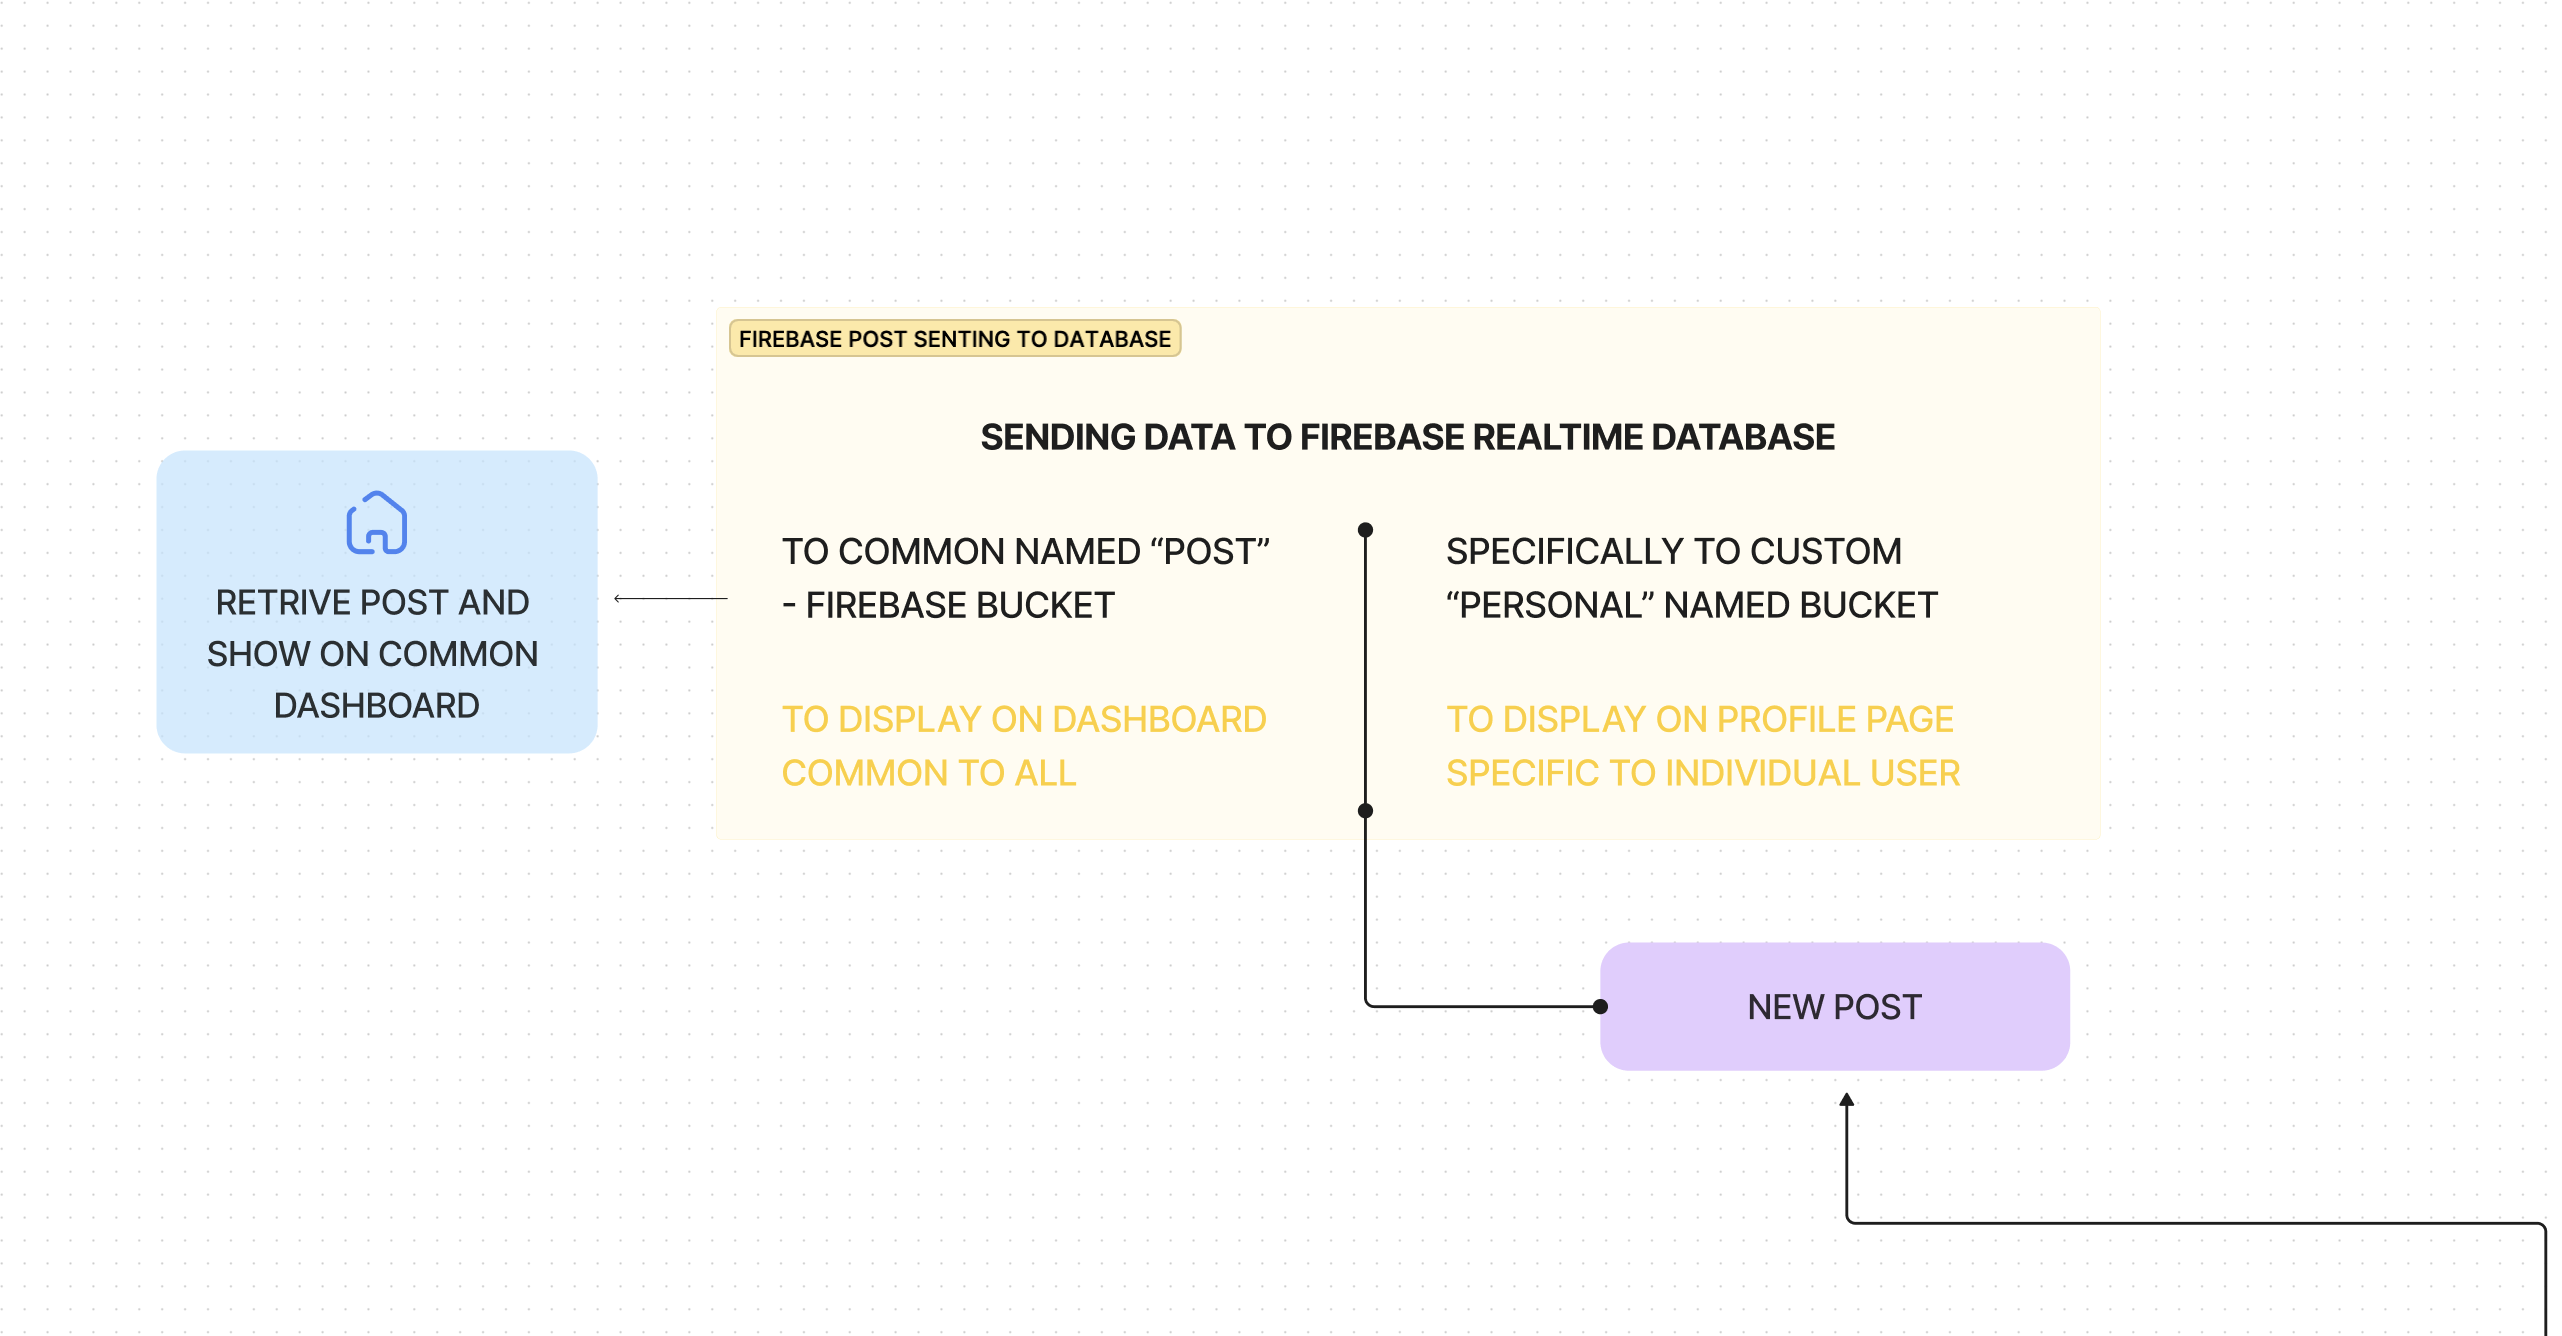 FIREBASE POST SENTING TO DATABASE
SENDING DATA TO FIREBASE REALTIME DATABASE
TO COMMON NAMED “POST”
- FIREBASE BUCKET
TO DISPLAY ON DASHBOARD
COMMON TO ALL
SPECIFICALLY TO CUSTOM
“PERSONAL” NAMED BUCKET
TO DISPLAY ON PROFILE PAGE
SPECIFIC TO INDIVIDUAL USER
RETRIVE POST AND
SHOW ON COMMON
DASHBOARD
NEW POST